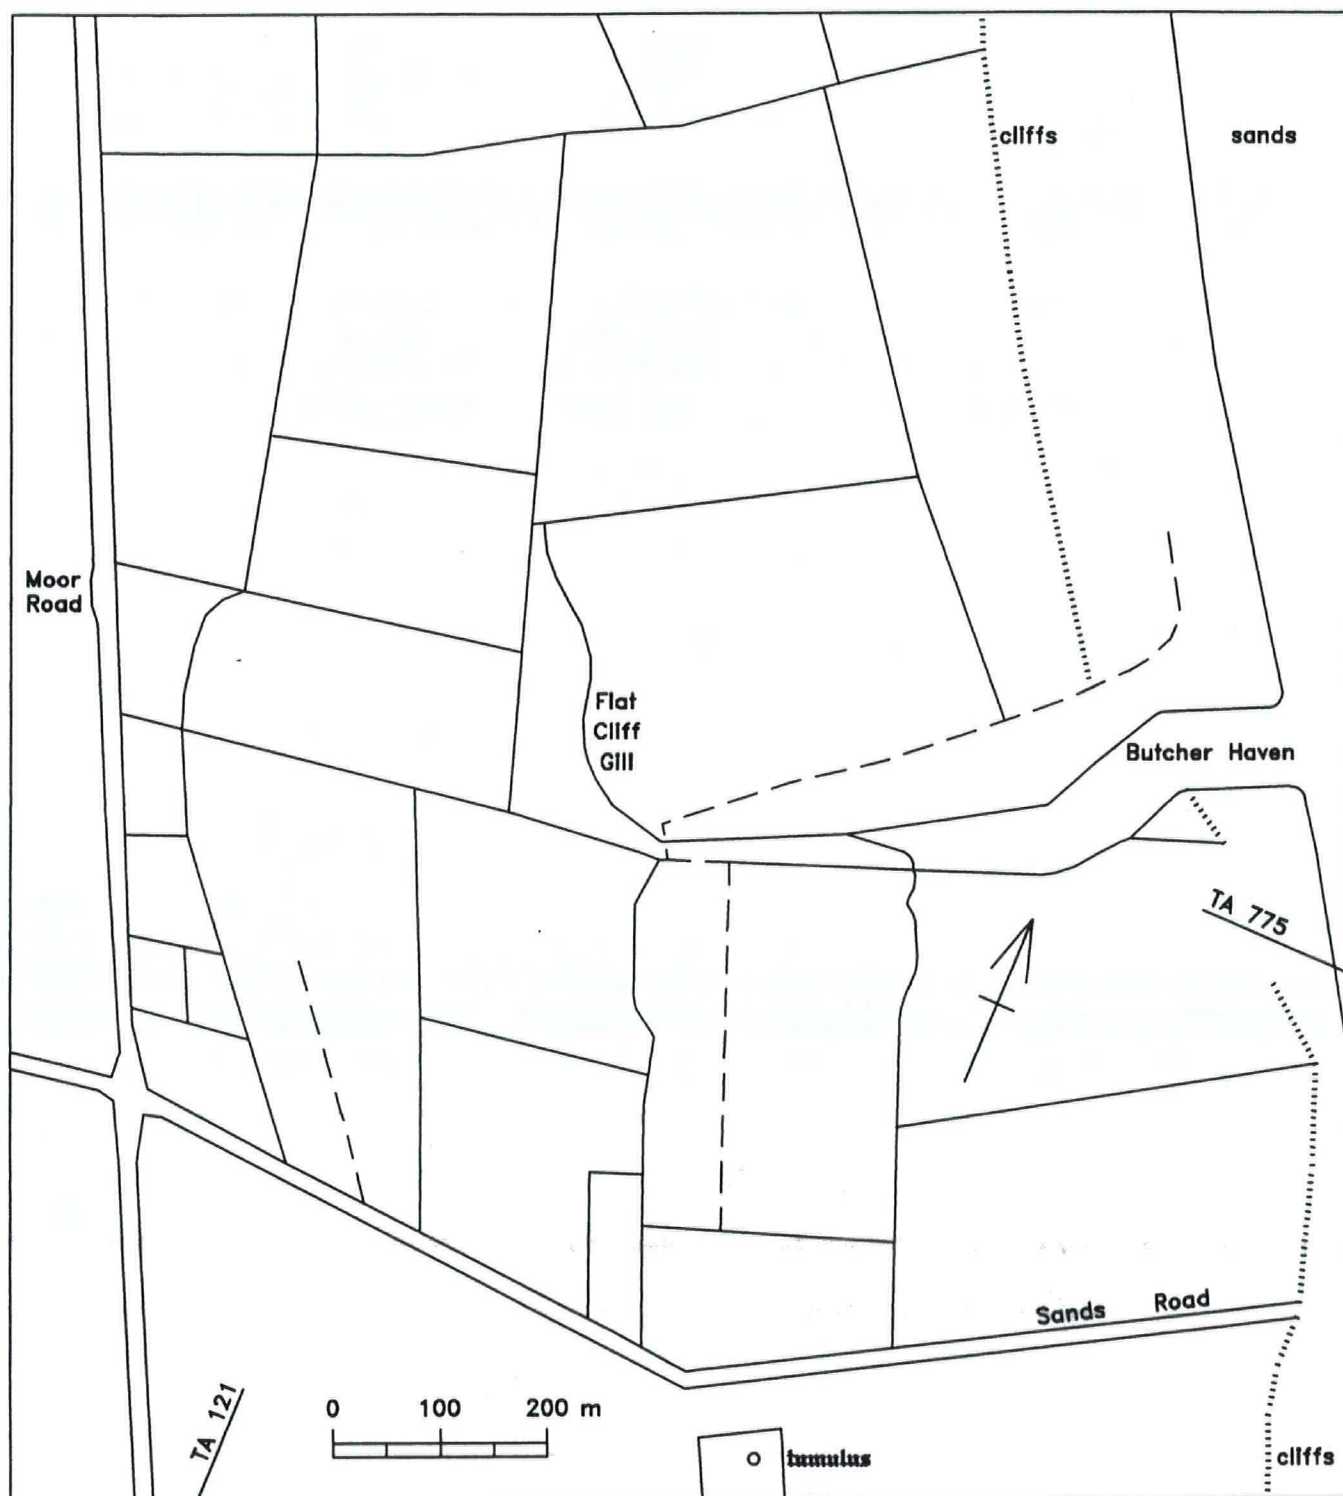 cliffs
sands
Moor
Road
Flat
Cliff
Gill
Butcher Haven
TA 775
Sands Road
TA 121
0 100 200 m
tumulus
cliffs